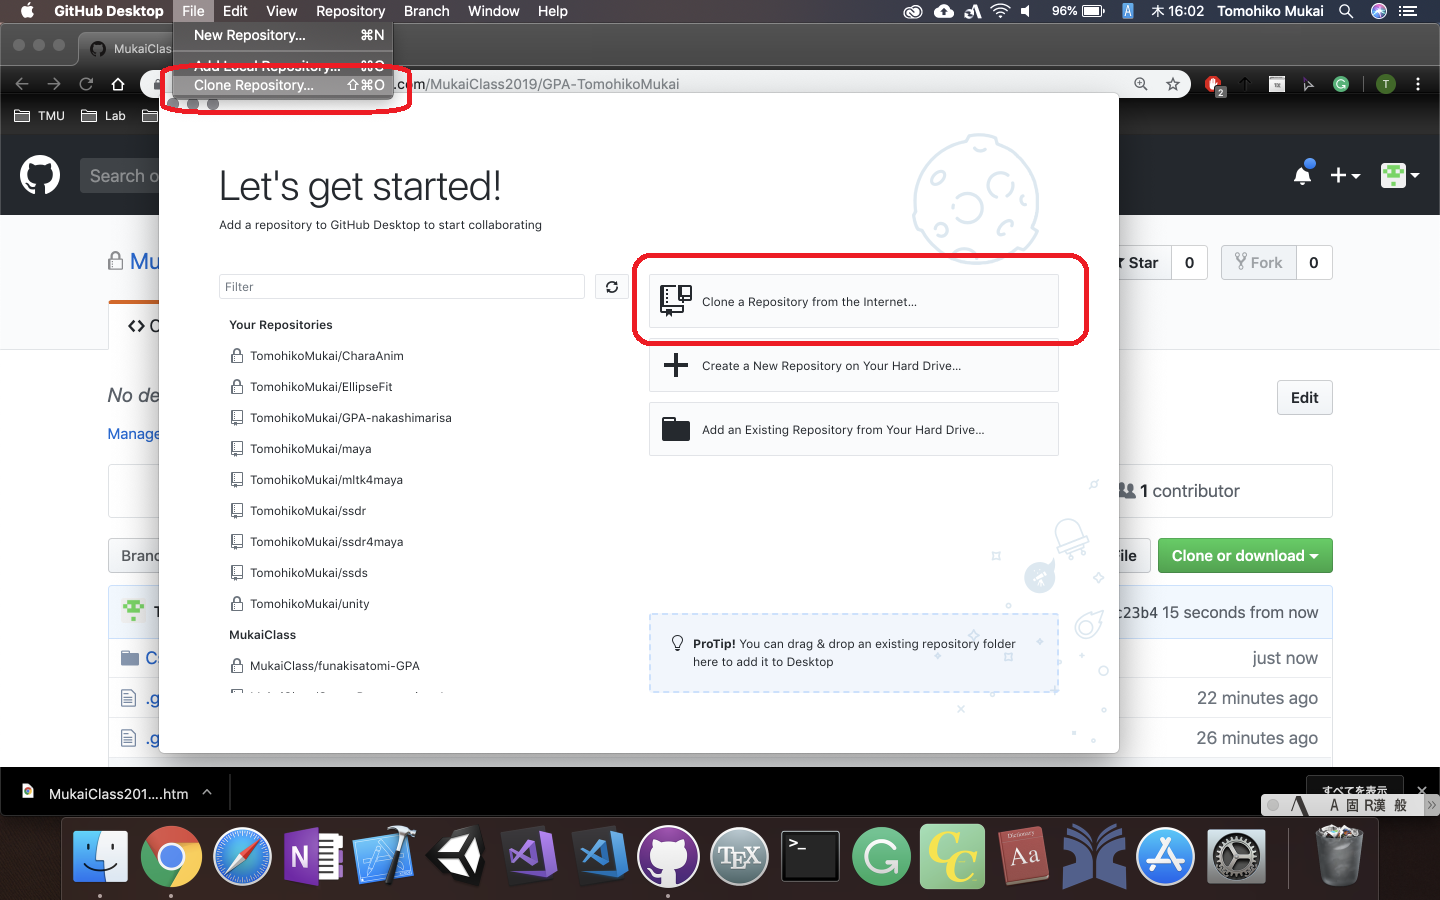 GitHub Desktop File Edit View Repository Branch Window Help 96% A 木 16:02 Tomohiko Mukai
New Repository... ⌘N
Add Local Repository... ⌘O
Clone Repository... ⇧⌘O
MukaiClas
.com/MukaiClass2019/GPA-TomohikoMukai
2
T
TMU Lab
Search o
Let's get started!
Add a repository to GitHub Desktop to start collaborating
Mu
Star 0 Fork 0
Filter
Clone a Repository from the Internet...
Your Repositories
TomohikoMukai/CharaAnim
Create a New Repository on Your Hard Drive...
TomohikoMukai/EllipseFit
No de
Edit
TomohikoMukai/GPA-nakashimarisa
Add an Existing Repository from Your Hard Drive...
Manage
TomohikoMukai/maya
TomohikoMukai/mltk4maya
1 contributor
TomohikoMukai/ssdr
TomohikoMukai/ssdr4maya
Branc
ile Clone or download
TomohikoMukai/ssds
TomohikoMukai/unity
c23b4 15 seconds from now
MukaiClass
ProTip! You can drag & drop an existing repository folder
here to add it to Desktop
just now
MukaiClass/funakisatomi-GPA
.g
22 minutes ago
.g
26 minutes ago
MukaiClass201....htm
すべてを表示
A 固 R漢 般
N
TEX
>_
G
CC
Dictionary
Aa